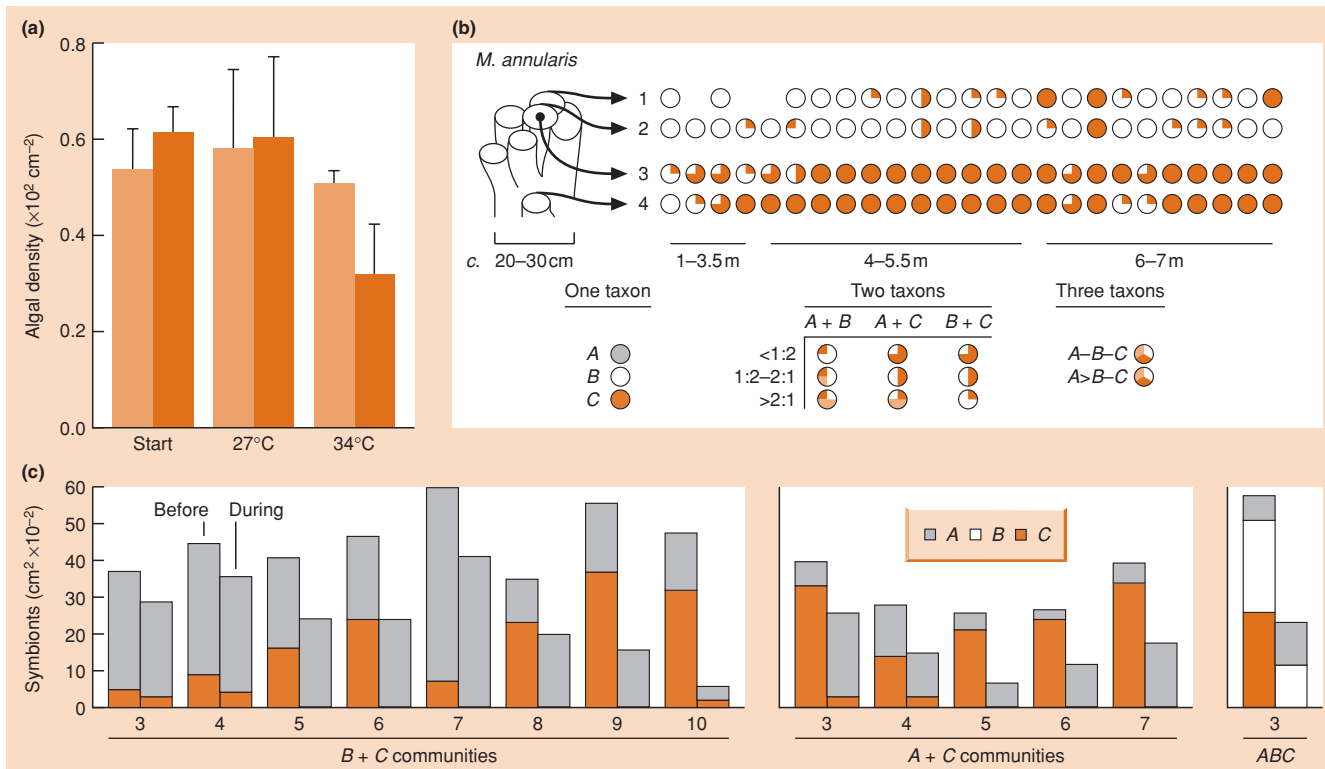 (a)
0.8
0.6
0.4
0.2
0.0
Algal density (×10² cm⁻²)
Start 27°C 34°C
(b)
M. annularis
1
2
3
4
c. 20–30 cm 1–3.5 m 4–5.5 m 6–7 m
One taxon Two taxons Three taxons
A + B A + C B + C
A <1:2 A–B–C
B 1:2–2:1 A>B–C
C >2:1
(c)
60
50
40
30
20
10
0
Symbionts (cm² ×10⁻²)
Before During
A B C
3 4 5 6 7 8 9 10 3 4 5 6 7 3
B + C communities A + C communities ABC